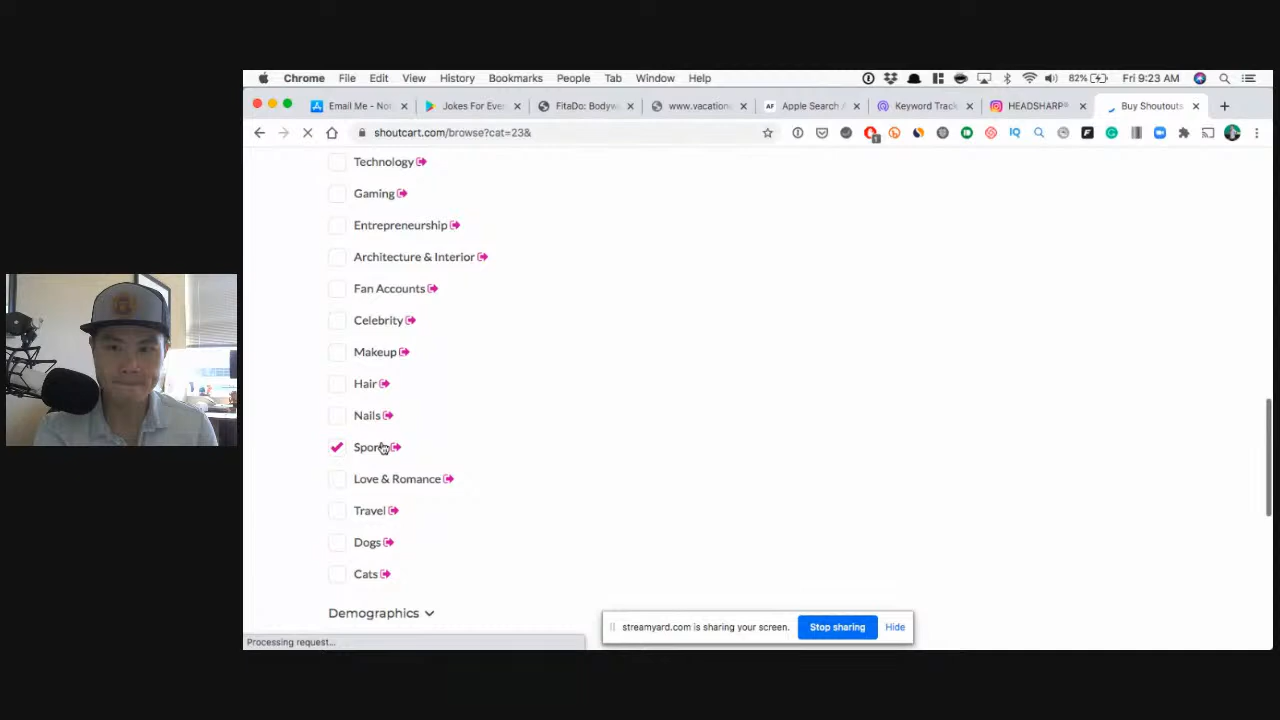 Chrome File Edit View History Bookmarks People Tab Window Help 82% Fri 9:23 AM
Email Me - No Jokes For Eve FitaDo: Bodyw www.vacation Apple Search Keyword Track HEADSHARP® Buy Shoutouts
shoutcart.com/browse?cat=23&
Technology
Gaming
Entrepreneurship
Architecture & Interior
Fan Accounts
Celebrity
Makeup
Hair
Nails
Sports
Love & Romance
Travel
Dogs
Cats
Demographics
streamyard.com is sharing your screen. Stop sharing Hide
Processing request...